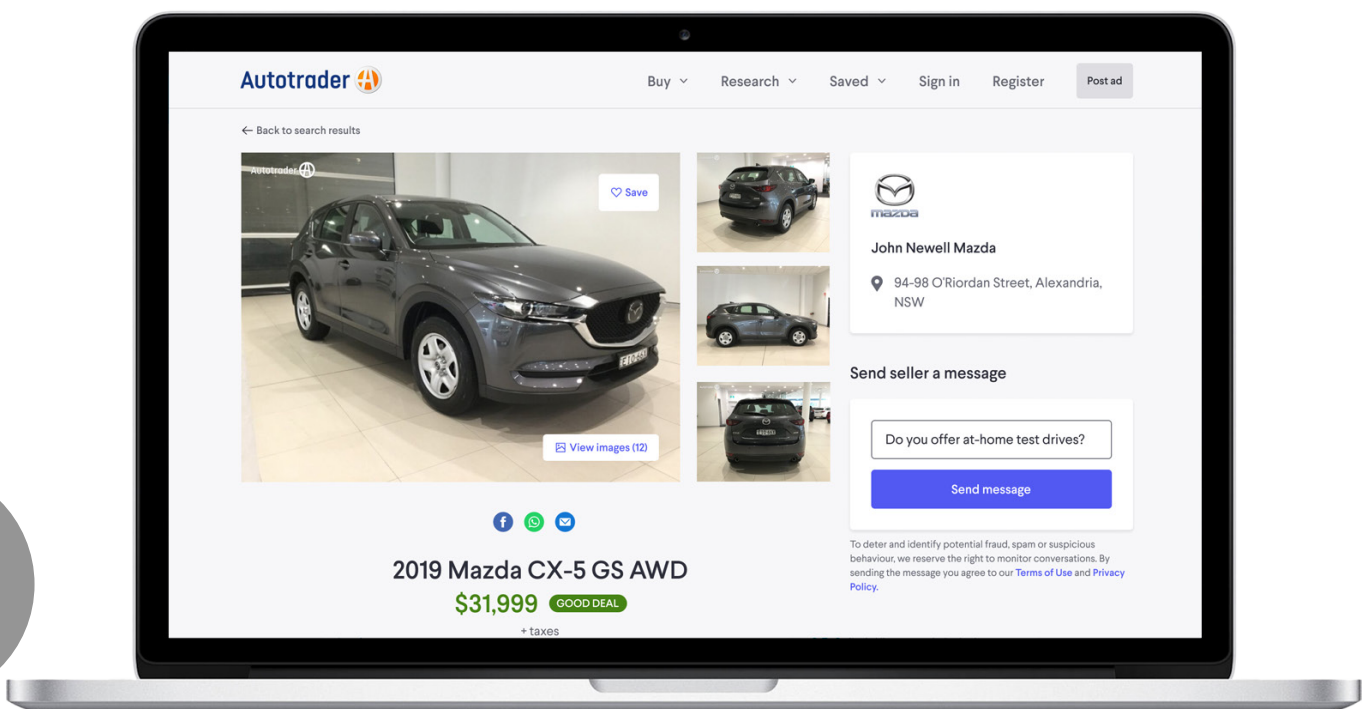 Autotrader
Buy
Research
Saved
Sign in
Register
Post ad
← Back to search results
Autotrader
Save
View images (12)
mazda
John Newell Mazda
94-98 O'Riordan Street, Alexandria,
NSW
Send seller a message
Do you offer at-home test drives?
Send message
To deter and identify potential fraud, spam or suspicious
behaviour, we reserve the right to monitor conversations. By
sending the message you agree to our Terms of Use and Privacy
Policy.
2019 Mazda CX-5 GS AWD
$31,999 GOOD DEAL
+ taxes